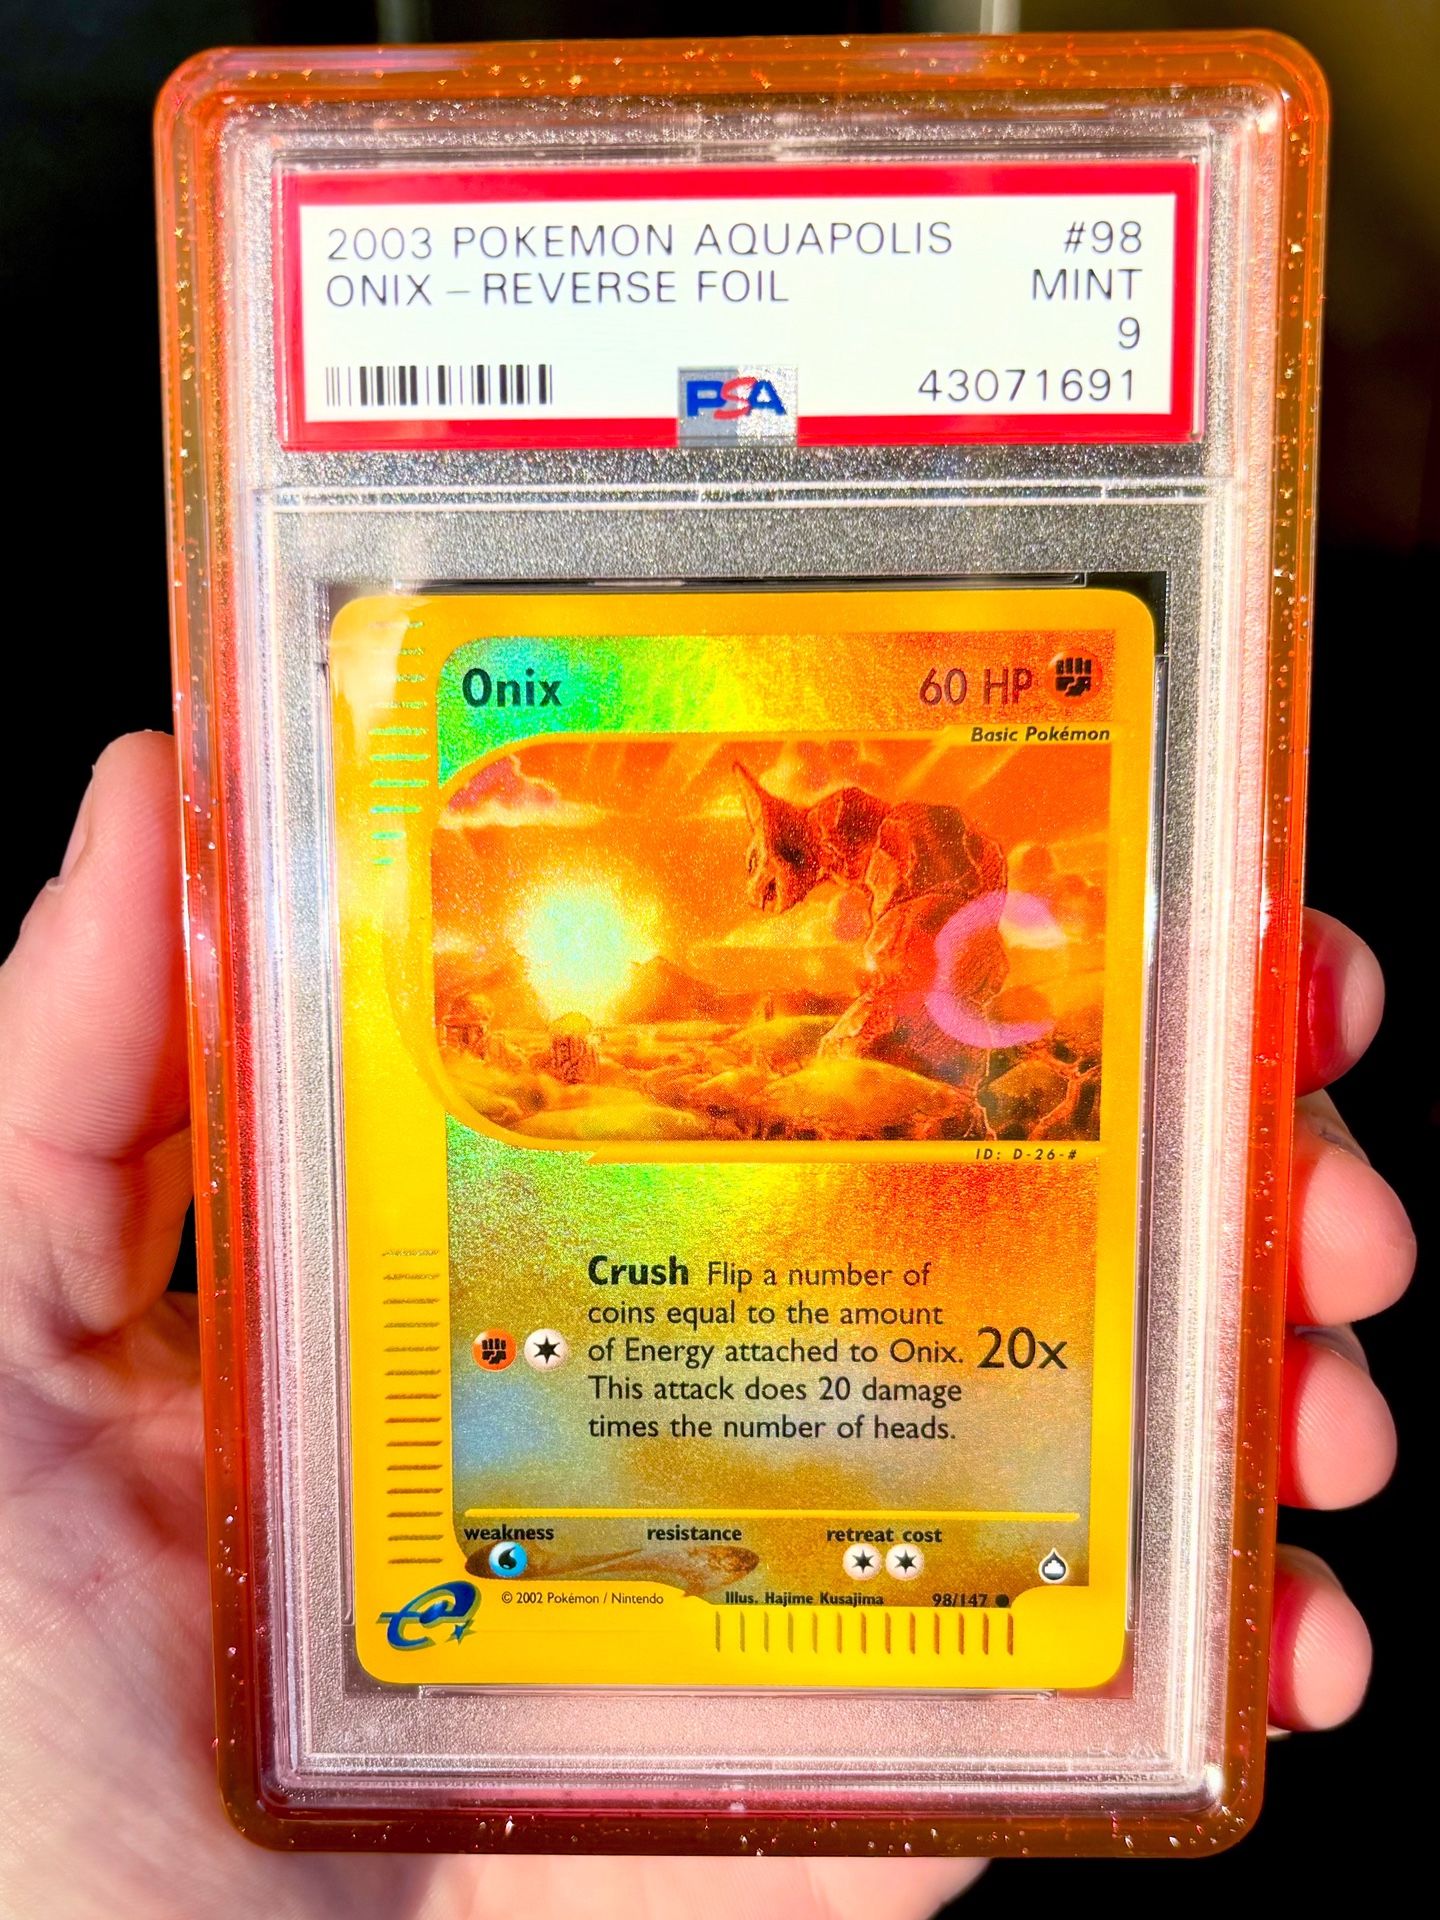 2003 POKEMON AQUAPOLIS #98
ONIX – REVERSE FOIL MINT
9
PSA 43071691
Onix 60 HP
Basic Pokémon
ID: D-26-#
Crush Flip a number of
coins equal to the amount
of Energy attached to Onix. 20x
This attack does 20 damage
times the number of heads.
weakness resistance retreat cost
e
© 2002 Pokémon / Nintendo Illus. Hajime Kusajima 98/147